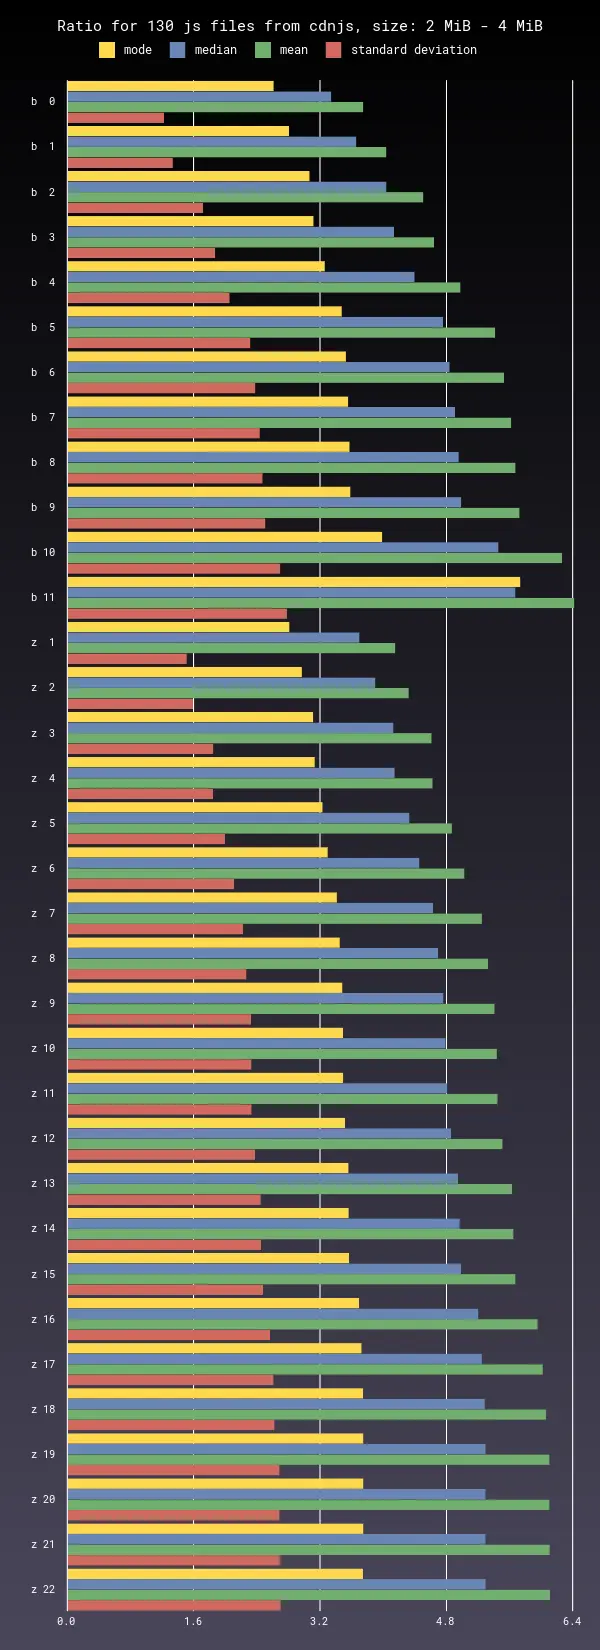 Ratio for 130 js files from cdnjs, size: 2 MiB - 4 MiB
mode median mean standard deviation
b 0
b 1
b 2
b 3
b 4
b 5
b 6
b 7
b 8
b 9
b 10
b 11
z 1
z 2
z 3
z 4
z 5
z 6
z 7
z 8
z 9
z 10
z 11
z 12
z 13
z 14
z 15
z 16
z 17
z 18
z 19
z 20
z 21
z 22
0.0 1.6 3.2 4.8 6.4